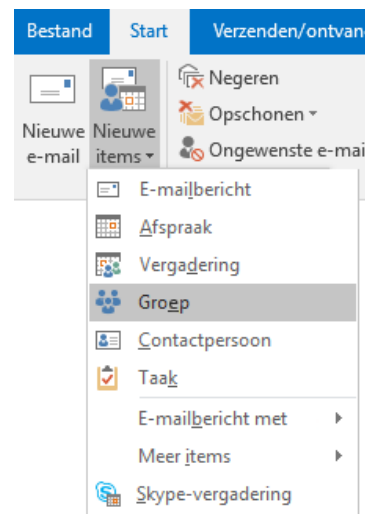 Bestand Start Verzenden/ontvan
Negeren
Opschonen
Ongewenste e-mai
Nieuwe
e-mail
Nieuwe
items
E-mailbericht
Afspraak
Vergadering
Groep
Contactpersoon
Taak
E-mailbericht met
Meer items
Skype-vergadering